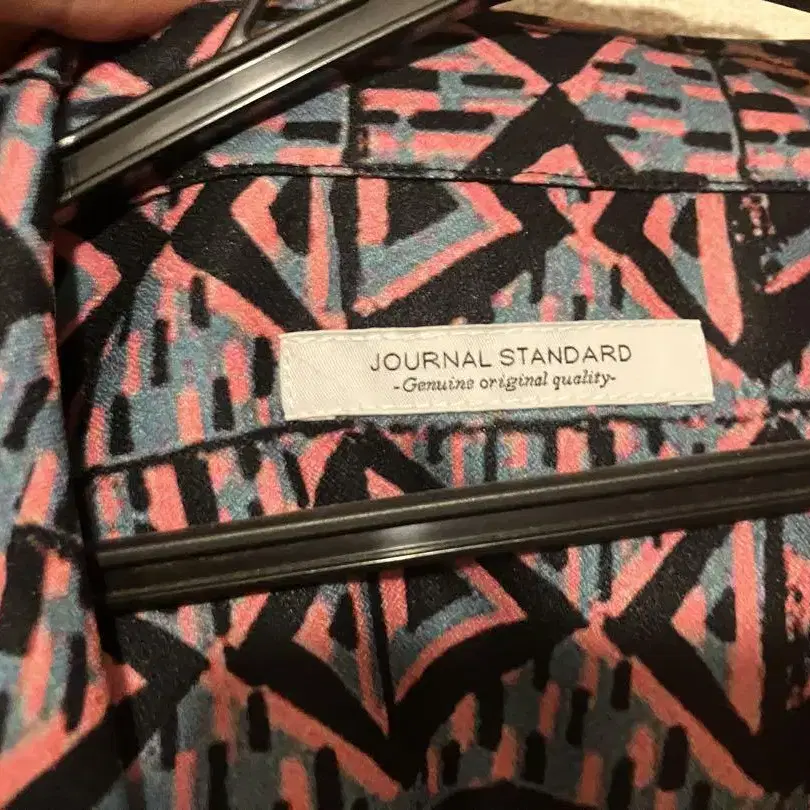 JOURNAL STANDARD
-Genuine original quality-